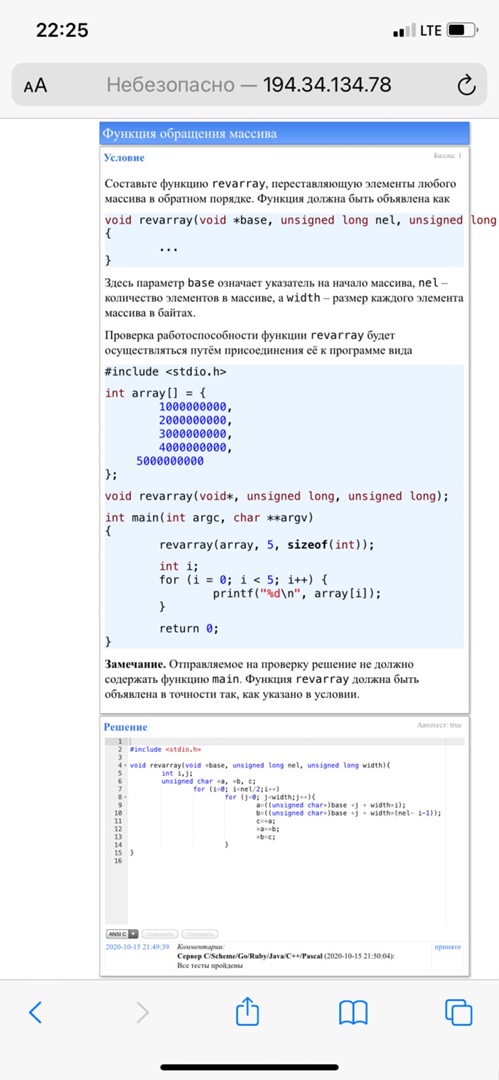 22:25
LTE
AA Небезопасно — 194.34.134.78
Функция обращения массива
Условие
Баллы: 1
Составьте функцию revarray, переставляющую элементы любого
массива в обратном порядке. Функция должна быть объявлена как
void revarray(void *base, unsigned long nel, unsigned long
{
...
}
Здесь параметр base означает указатель на начало массива, nel –
количество элементов в массиве, а width – размер каждого элемента
массива в байтах.
Проверка работоспособности функции revarray будет
осуществляться путём присоединения её к программе вида
#include <stdio.h>
int array[] = {
1000000000,
2000000000,
3000000000,
4000000000,
5000000000
};
void revarray(void*, unsigned long, unsigned long);
int main(int argc, char **argv)
{
revarray(array, 5, sizeof(int));
int i;
for (i = 0; i < 5; i++) {
printf("%d\n", array[i]);
}
return 0;
}
Замечание. Отправляемое на проверку решение не должно
содержать функцию main. Функция revarray должна быть
объявлена в точности так, как указано в условии.
Решение
Автотест: true
1
2 #include <stdio.h>
3
4 void revarray(void *base, unsigned long nel, unsigned long width){
5 int i,j;
6 unsigned char *a, *b, c;
7 for (i=0; i<nel/2;i++)
8 for (j=0; j<width;j++){
9 a=((unsigned char*)base +j + width*i);
10 b=((unsigned char*)base +j + width*(nel- i-1));
11 c=*a;
12 *a=*b;
13 *b=c;
14 }
15 }
16
ANSI C
2020-10-15 21:49:39 Комментарии: принято
Сервер C/Scheme/Go/Ruby/Java/C++/Pascal (2020-10-15 21:50:04):
Все тесты пройдены